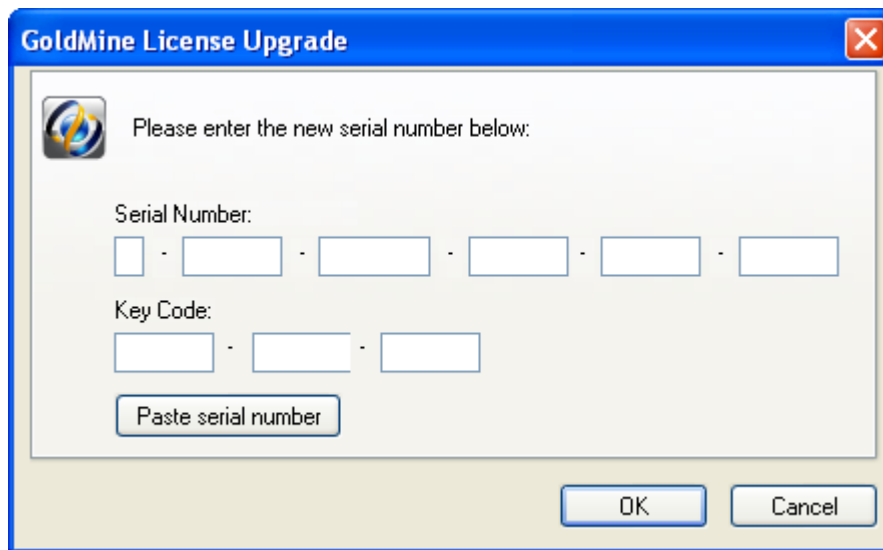 GoldMine License Upgrade
Please enter the new serial number below:
Serial Number:
- - - - -
Key Code:
- -
Paste serial number
OK Cancel